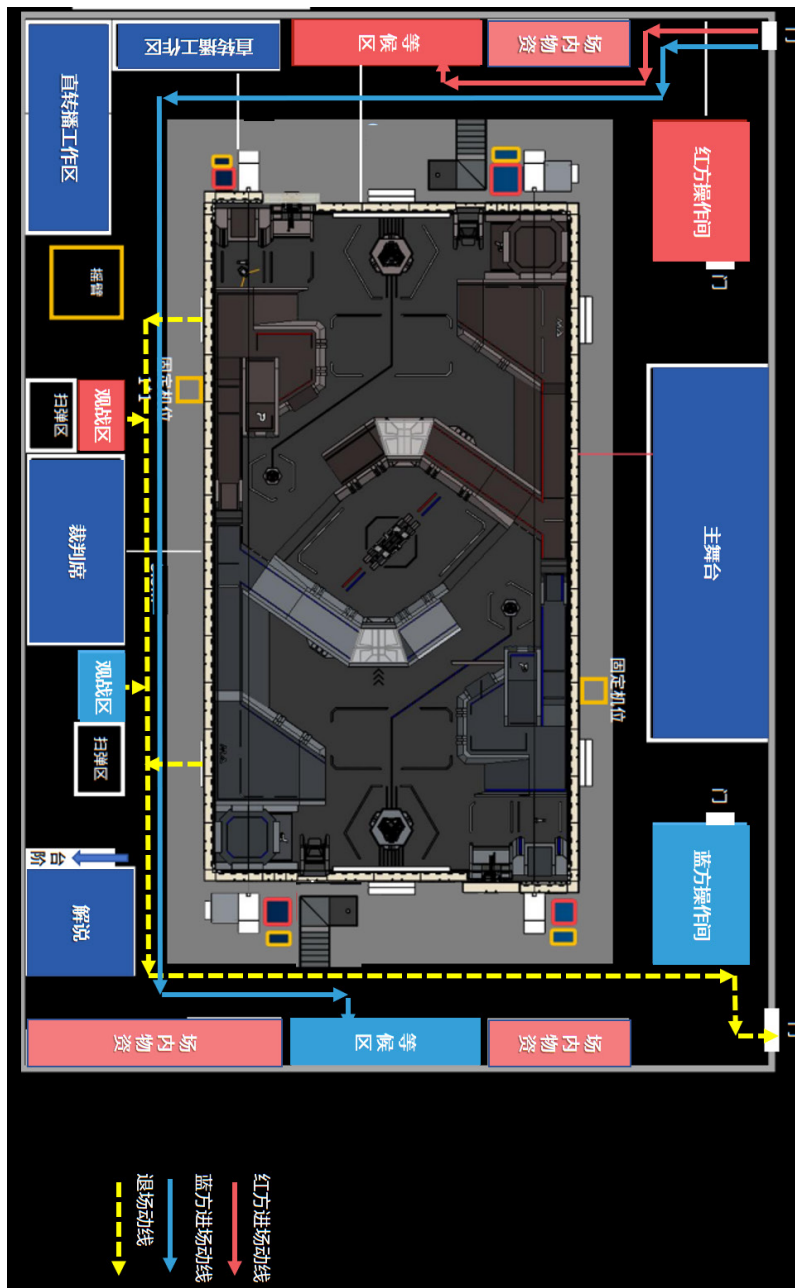 门
直转播工作区
等候区
场内物资
直转播工作区
红方操作间
门
摇臂
固定机位
扫弹区
观战区
裁判席
主舞台
观战区
固定机位
扫弹区
门
台阶
解说
蓝方操作间
门
场内物资
等候区
场内物资
退场动线
蓝方进场动线
红方进场动线